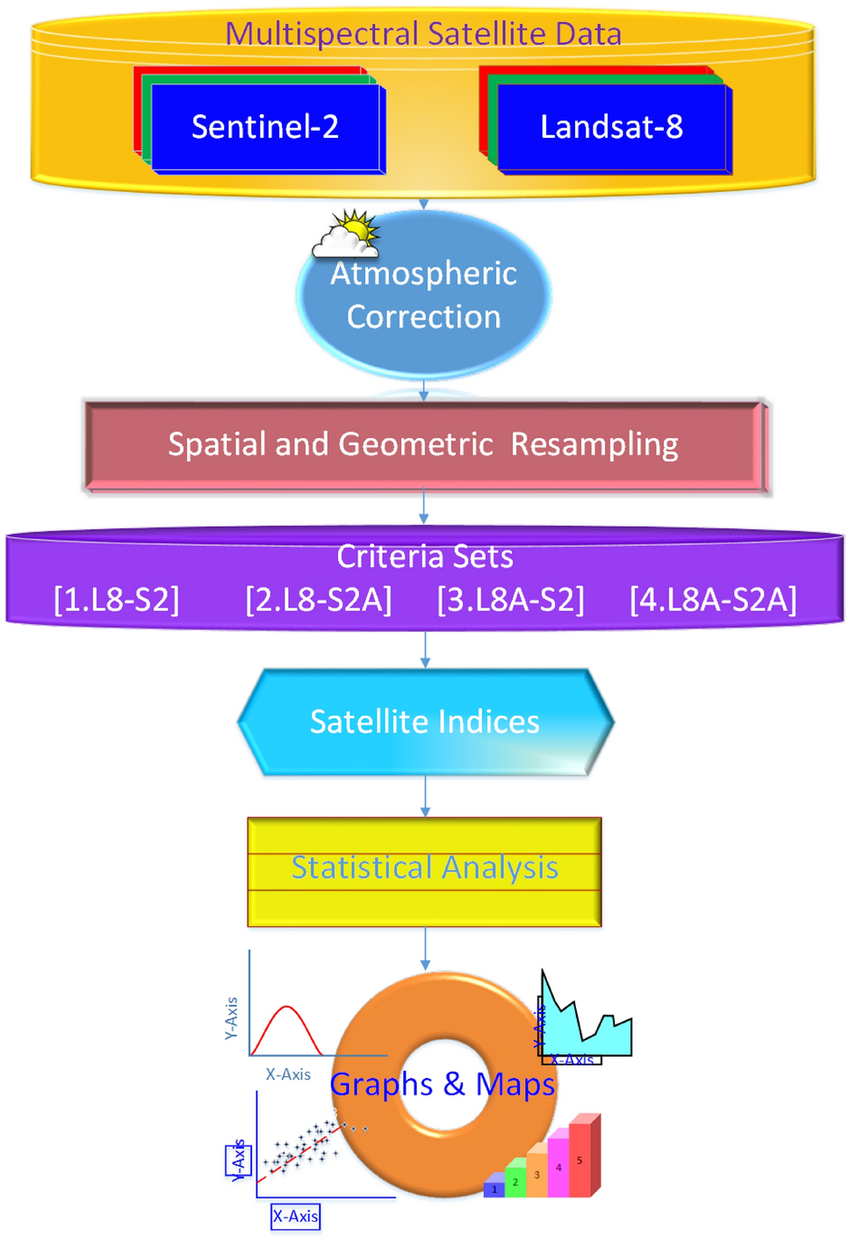 Multispectral Satellite Data
Sentinel-2
Landsat-8
Atmospheric
Correction
Spatial and Geometric  Resampling
Criteria Sets
[1.L8-S2] [2.L8-S2A] [3.L8A-S2] [4.L8A-S2A]
Satellite Indices
Statistical Analysis
Y-Axis
X-Axis
Y-Axis
X-Axis
Graphs & Maps
Y-Axis
X-Axis
1 2 3 4 5